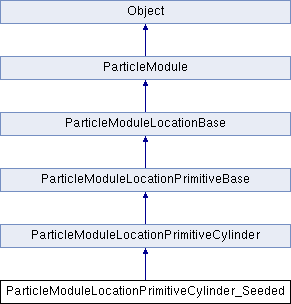 Object
ParticleModule
ParticleModuleLocationBase
ParticleModuleLocationPrimitiveBase
ParticleModuleLocationPrimitiveCylinder
ParticleModuleLocationPrimitiveCylinder_Seeded